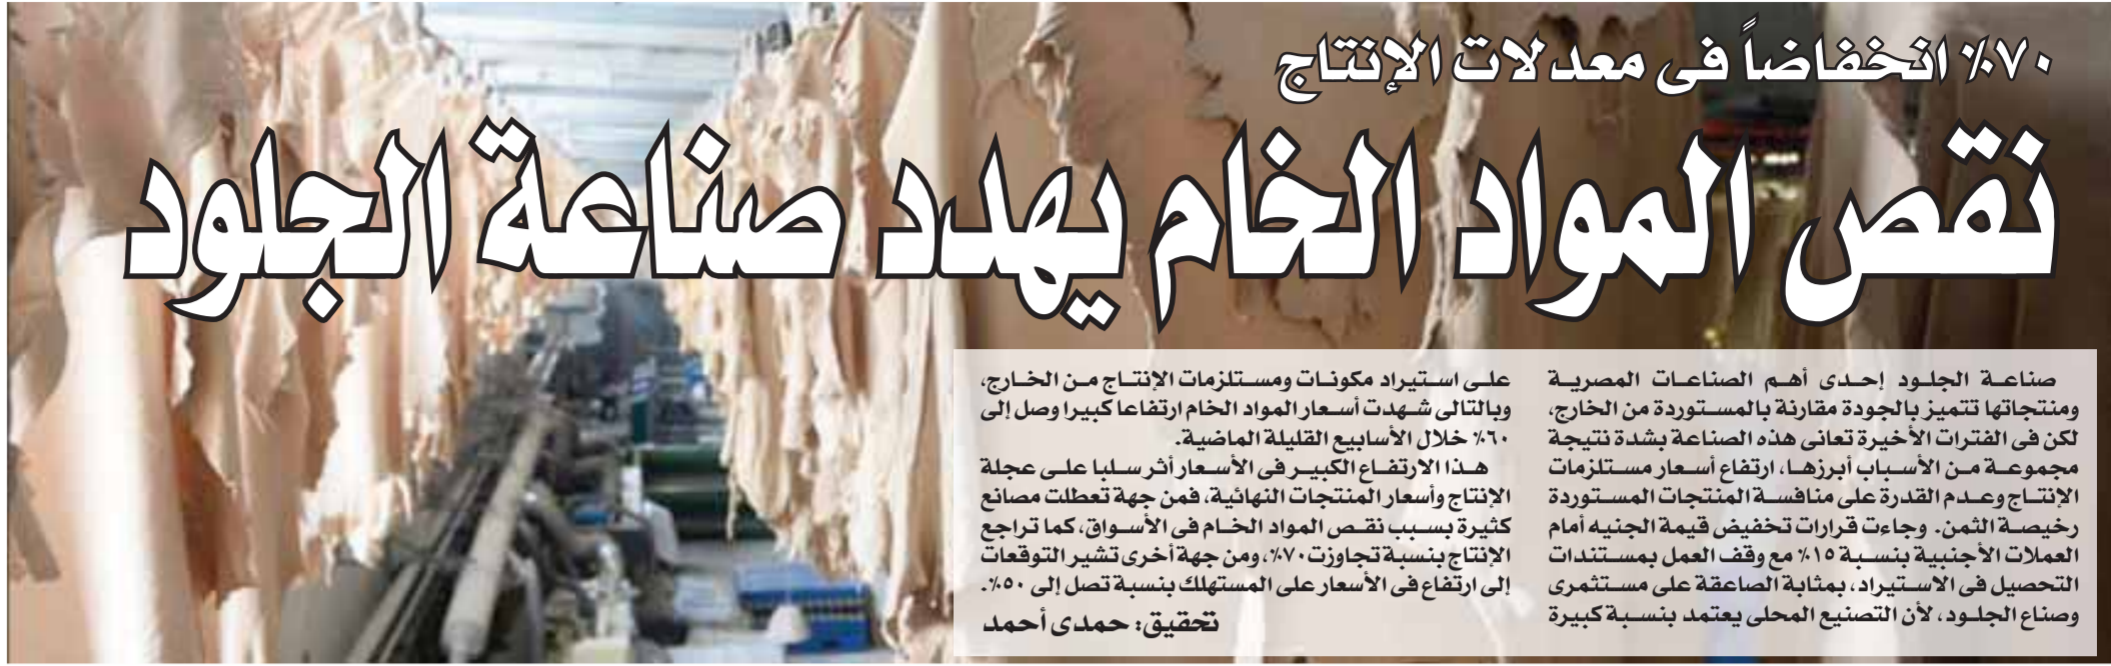 ٧٠٪ انخفاضاً فى معدلات الإنتاج
نقص المواد الخام يهدد صناعة الجلود
صناعة الجلود إحدى أهم الصناعات المصرية
ومنتجاتها تتميز بالجودة مقارنة بالمستوردة من الخارج،
لكن فى الفترات الأخيرة تعانى هذه الصناعة بشدة نتيجة
مجموعة من الأسباب أبرزها، ارتفاع أسعار مستلزمات
الإنتاج وعدم القدرة على منافسة المنتجات المستوردة
رخيصة الثمن. وجاءت قرارات تخفيض قيمة الجنيه أمام
العملات الأجنبية بنسبة ١٥٪ مع وقف العمل بمستندات
التحصيل فى الاستيراد، بمثابة الصاعقة على مستثمرى
وصناع الجلود، لأن التصنيع المحلى يعتمد بنسبة كبيرة
على استيراد مكونات ومستلزمات الإنتاج من الخارج،
وبالتالى شهدت أسعار المواد الخام ارتفاعا كبيرا وصل إلى
٦٠٪ خلال الأسابيع القليلة الماضية.
هذا الارتفاع الكبير فى الأسعار أثر سلبا على عجلة
الإنتاج وأسعار المنتجات النهائية، فمن جهة تعطلت مصانع
كثيرة بسبب نقص المواد الخام فى الأسواق، كما تراجع
الإنتاج بنسبة تجاوزت ٧٠٪، ومن جهة أخرى تشير التوقعات
إلى ارتفاع فى الأسعار على المستهلك بنسبة تصل إلى ٥٠٪.
تحقيق: حمدى أحمد